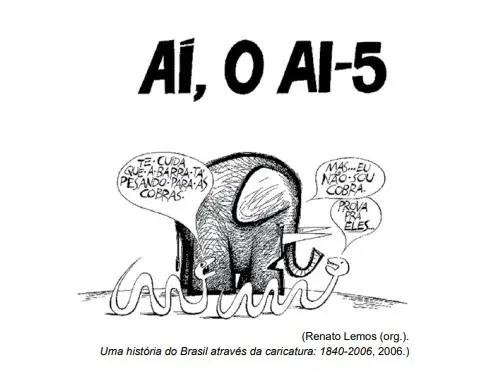 AÍ, O AI-5
TE CUIDA
QUE A BARRA TÁ
PESANDO PARA AS
COBRAS.
MAS... EU
NÃO SOU
COBRA.
PROVA
PRA
ELES...
(Renato Lemos (org.).
Uma história do Brasil através da caricatura: 1840-2006, 2006.)